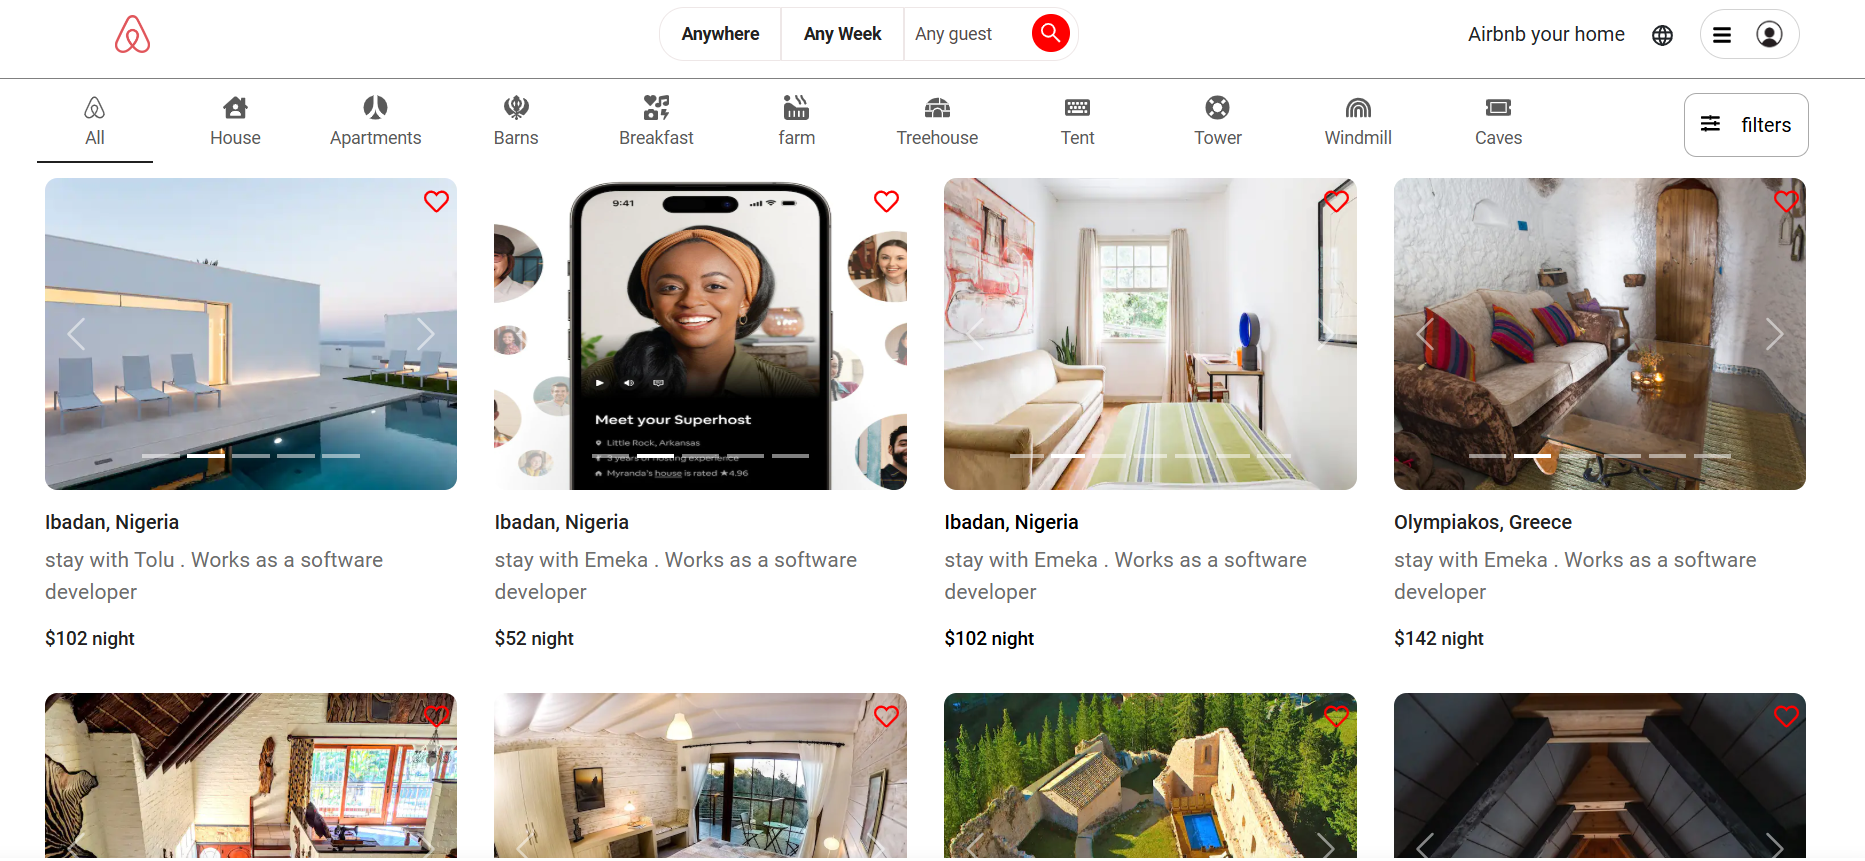 Anywhere
Any Week
Any guest
Airbnb your home
All
House
Apartments
Barns
Breakfast
farm
Treehouse
Tent
Tower
Windmill
Caves
filters
9:41
Meet your Superhost
Little Rock, Arkansas
3 years of hosting experience
Myranda's house is rated ★4.96
Ibadan, Nigeria
stay with Tolu . Works as a software
developer
$102 night
Ibadan, Nigeria
stay with Emeka . Works as a software
developer
$52 night
Ibadan, Nigeria
stay with Emeka . Works as a software
developer
$102 night
Olympiakos, Greece
stay with Emeka . Works as a software
developer
$142 night